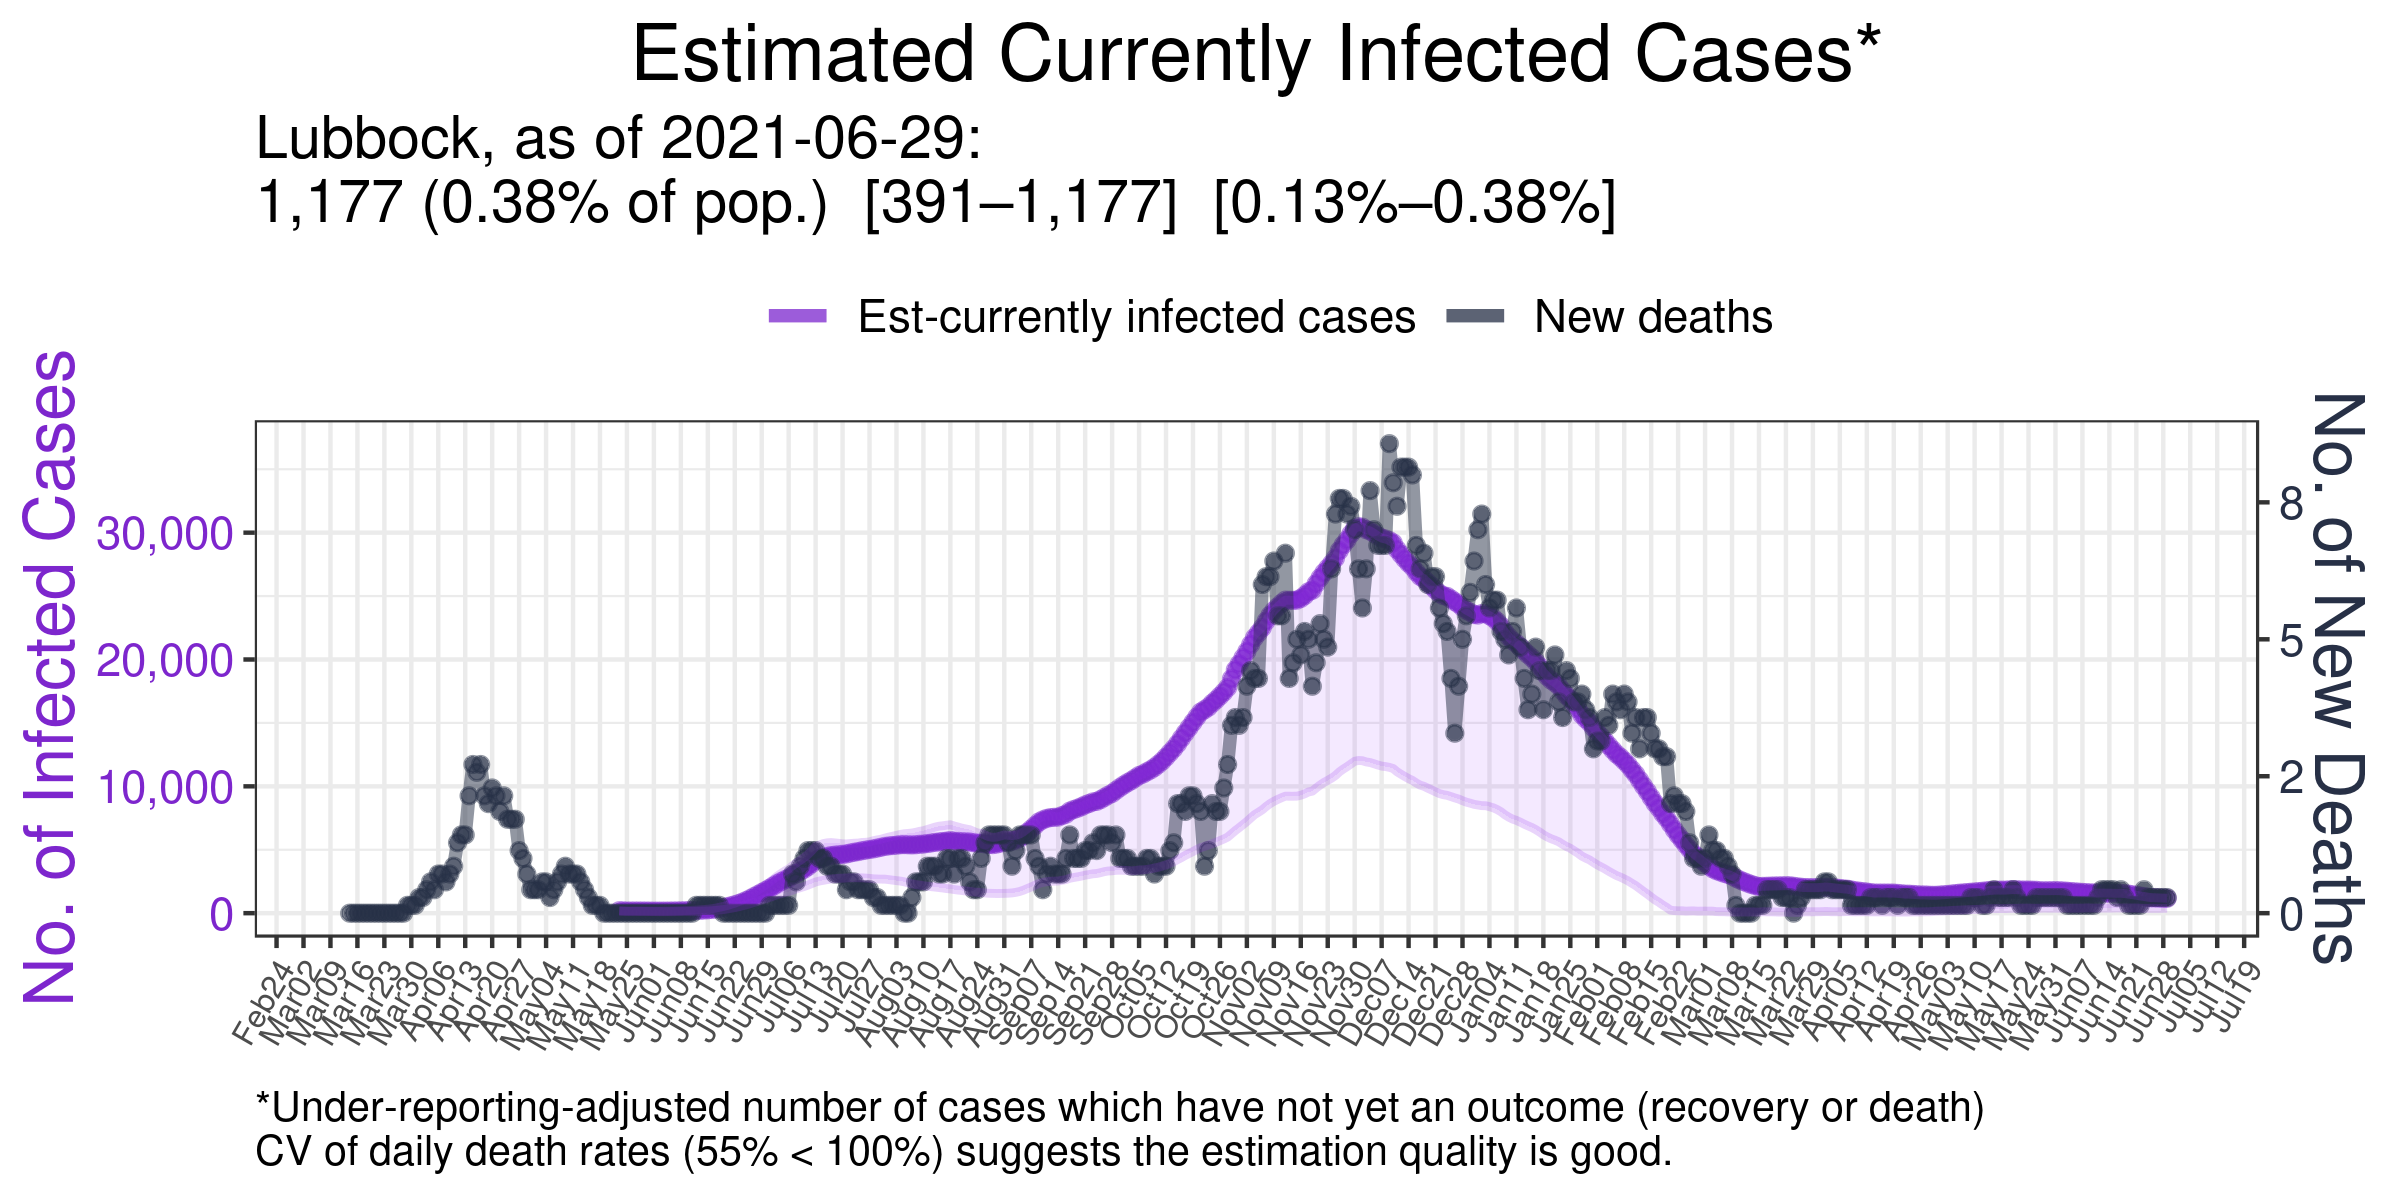 Estimated Currently Infected Cases*
Lubbock, as of 2021-06-29:
1,177 (0.38% of pop.) [391–1,177] [0.13%–0.38%]
Est-currently infected cases New deaths
No. of Infected Cases
30,000
20,000
10,000
0
8
5
2
0
No. of New Deaths
Feb24 Mar02 Mar09 Mar16 Mar23 Mar30 Apr06 Apr13 Apr20 Apr27 May04 May11 May18 May25 Jun01 Jun08 Jun15 Jun22 Jun29 Jul06 Jul13 Jul20 Jul27 Aug03 Aug10 Aug17 Aug24 Aug31 Sep07 Sep14 Sep21 Sep28 Oct05 Oct12 Oct19 Oct26 Nov02 Nov09 Nov16 Nov23 Nov30 Dec07 Dec14 Dec21 Dec28 Jan04 Jan11 Jan18 Jan25 Feb01 Feb08 Feb15 Feb22 Mar01 Mar08 Mar15 Mar22 Mar29 Apr05 Apr12 Apr19 Apr26 May03 May10 May17 May24 May31 Jun07 Jun14 Jun21 Jun28 Jul05 Jul12 Jul19
*Under-reporting-adjusted number of cases which have not yet an outcome (recovery or death)
CV of daily death rates (55% < 100%) suggests the estimation quality is good.